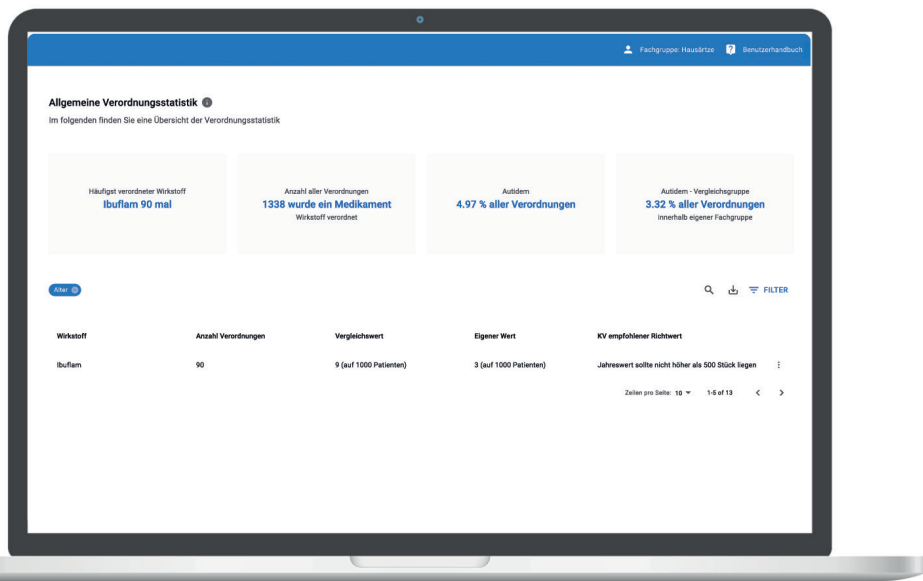 Fachgruppe: Hausärtze
Benutzerhandbuch
Allgemeine Verordnungsstatistik
Im folgenden finden Sie eine Übersicht der Verordnungsstatistik
Häufigst verordneter Wirkstoff
Ibuflam 90 mal
Anzahl aller Verordnungen
1338 wurde ein Medikament
Wirkstoff verordnet
Autidem
4.97 % aller Verordnungen
Autidem - Vergleichsgruppe
3.32 % aller Verordnungen
innerhalb eigener Fachgruppe
Alter
FILTER
Wirkstoff Anzahl Verordnungen Vergleichswert Eigener Wert KV empfohlener Richtwert
Ibuflam 90 9 (auf 1000 Patienten) 3 (auf 1000 Patienten) Jahreswert sollte nicht höher als 500 Stück liegen
Zeilen pro Seite: 10 1-5 of 13